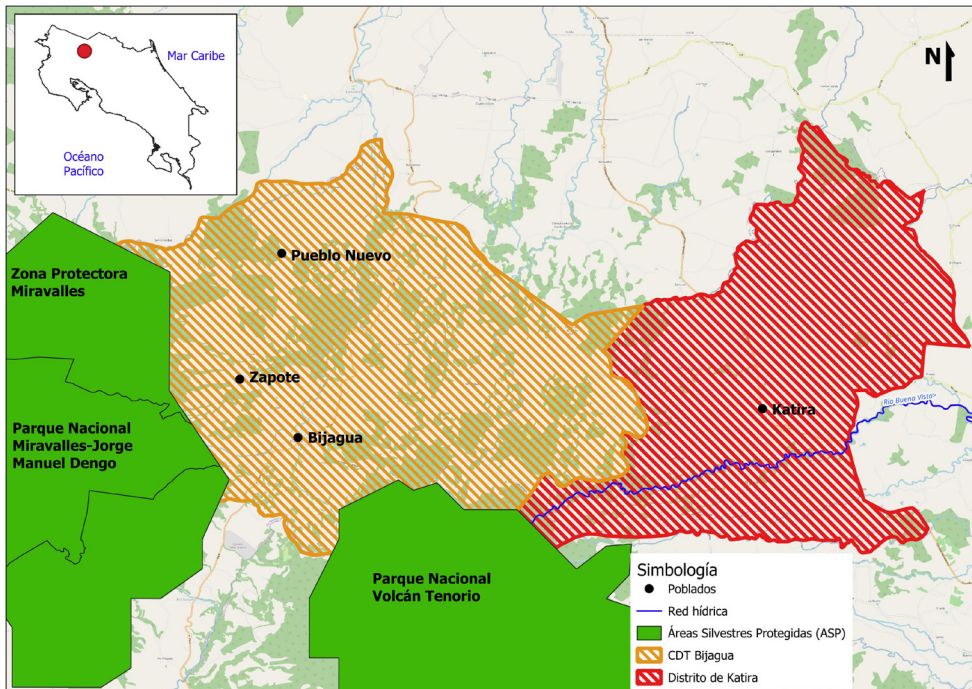 Mar Caribe
Océano
Pacífico
N
Zona Protectora
Miravalles
Pueblo Nuevo
Zapote
Parque Nacional
Miravalles-Jorge
Manuel Dengo
Bijagua
Katira
Río Buena Vista
Parque Nacional
Volcán Tenorio
Simbología
Poblados
Red hídrica
Áreas Silvestres Protegidas (ASP)
CDT Bijagua
Distrito de Katira